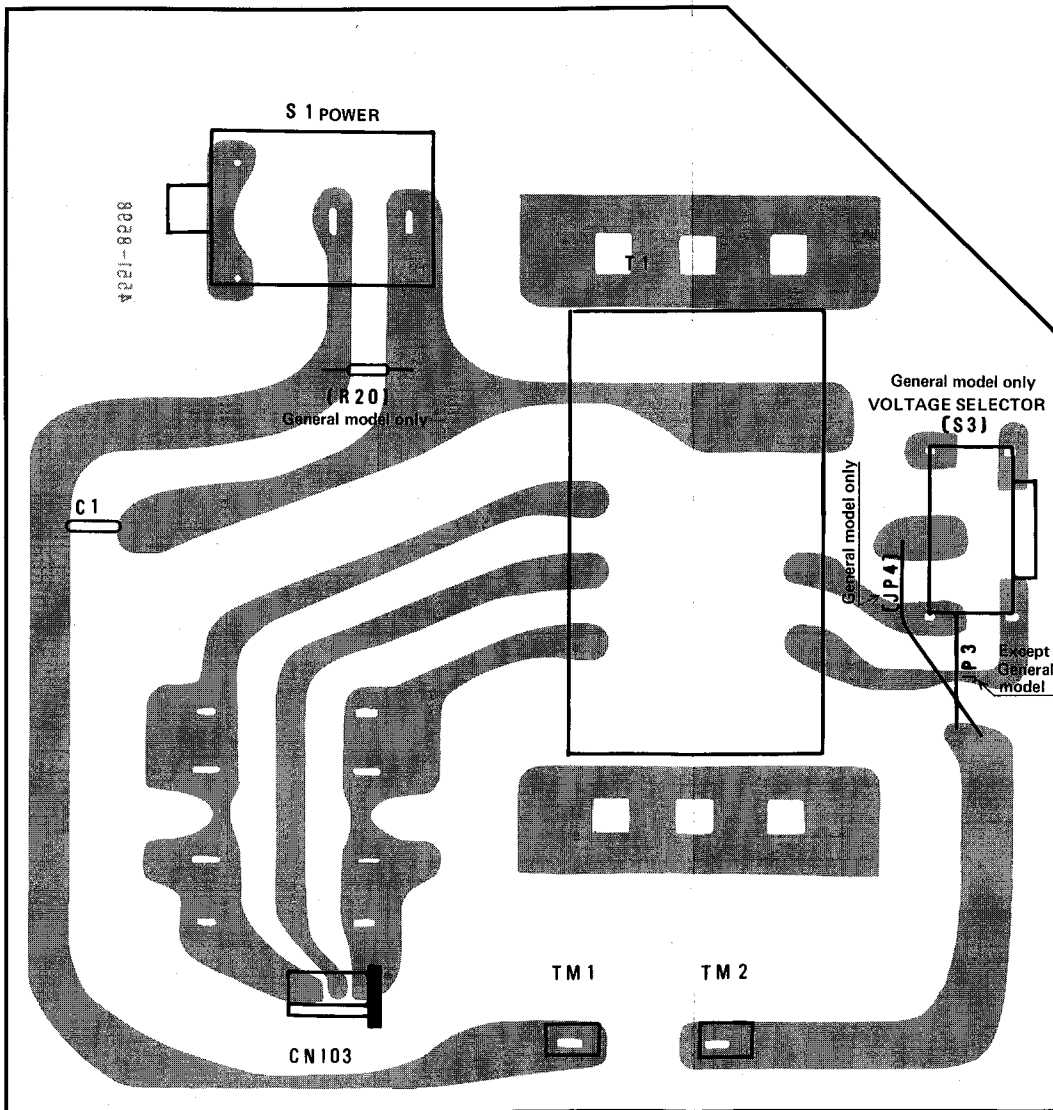 S1 POWER
T1
(R20)
General model only
General model only
VOLTAGE SELECTOR
(S3)
C1
General model only
(JP4)
JP3
Except
General
model
TM1
TM2
CN103